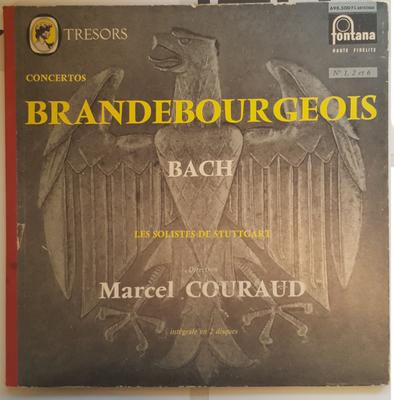 TRESORS
fontana
HAUTE FIDELITE
CONCERTOS
Nº 1, 2 et 6
BRANDEBOURGEOIS
BACH
LES SOLISTES DE STUTTGART
Direction
Marcel COURAUD
intégrale en 2 disques